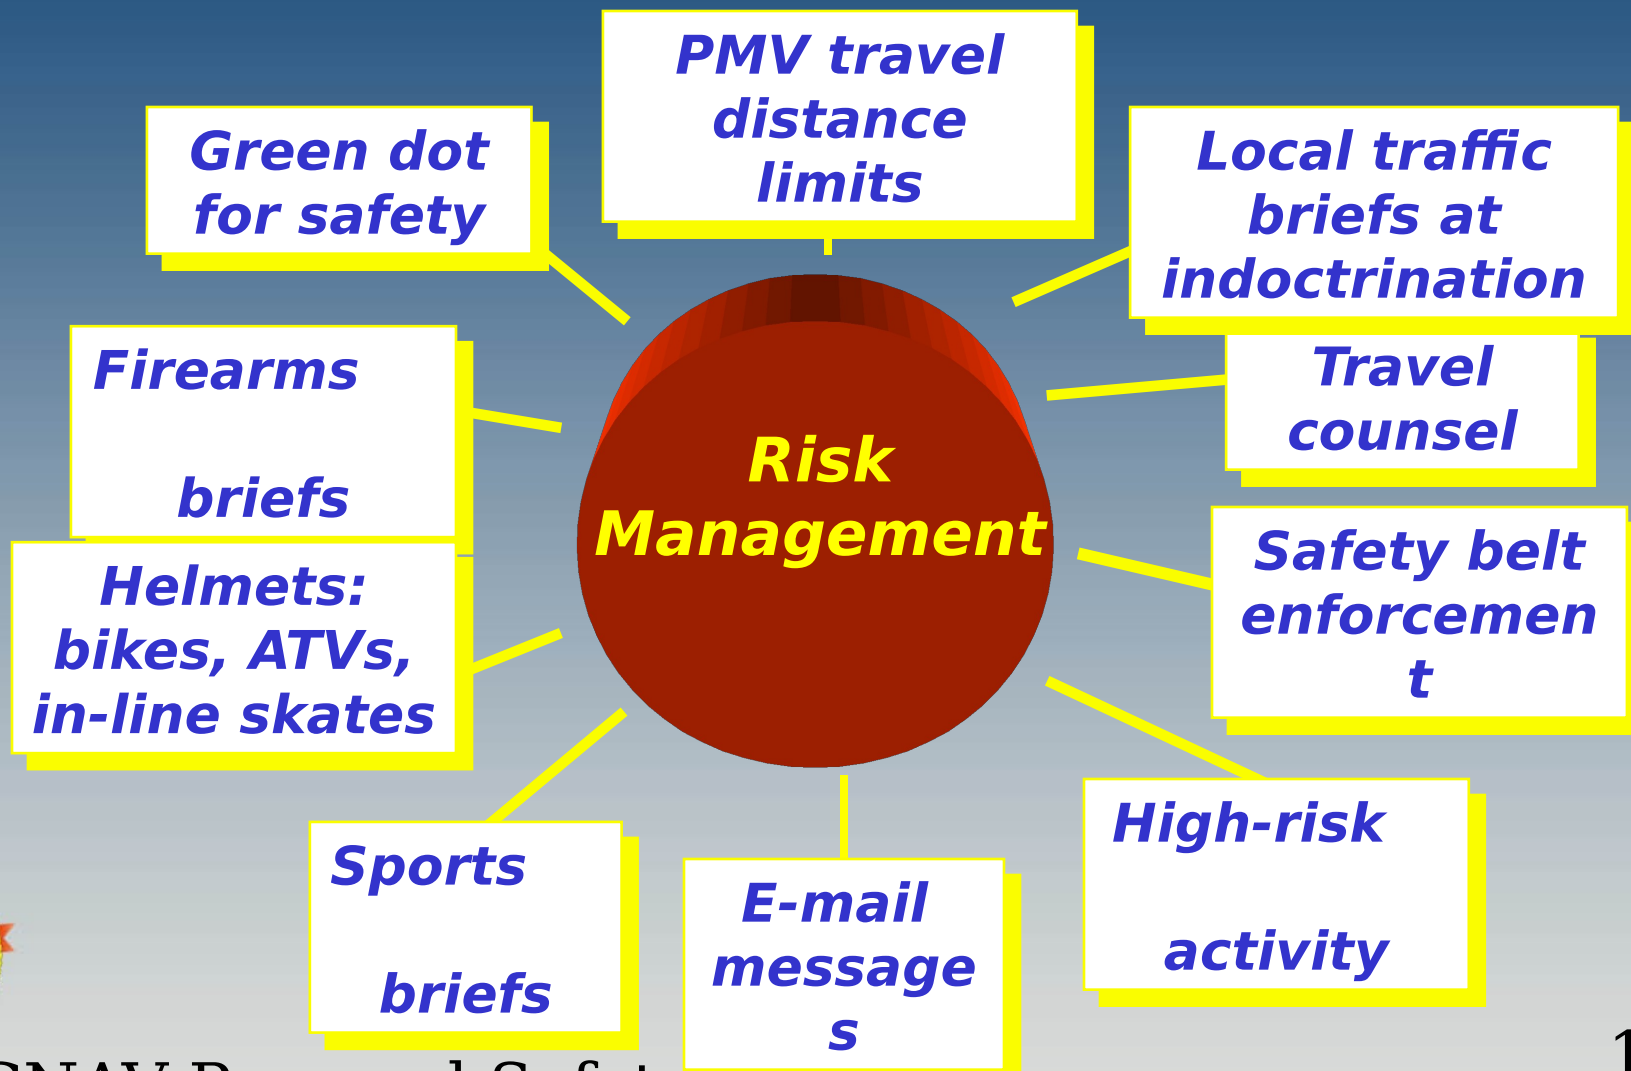 PMV travel
distance
limits
Green dot
for safety
Local traffic
briefs at
indoctrination
Firearms
briefs
Travel
counsel
Risk
Management
Safety belt
enforcemen
t
Helmets:
bikes, ATVs,
in-line skates
High-risk
activity
Sports
briefs
E-mail
message
s